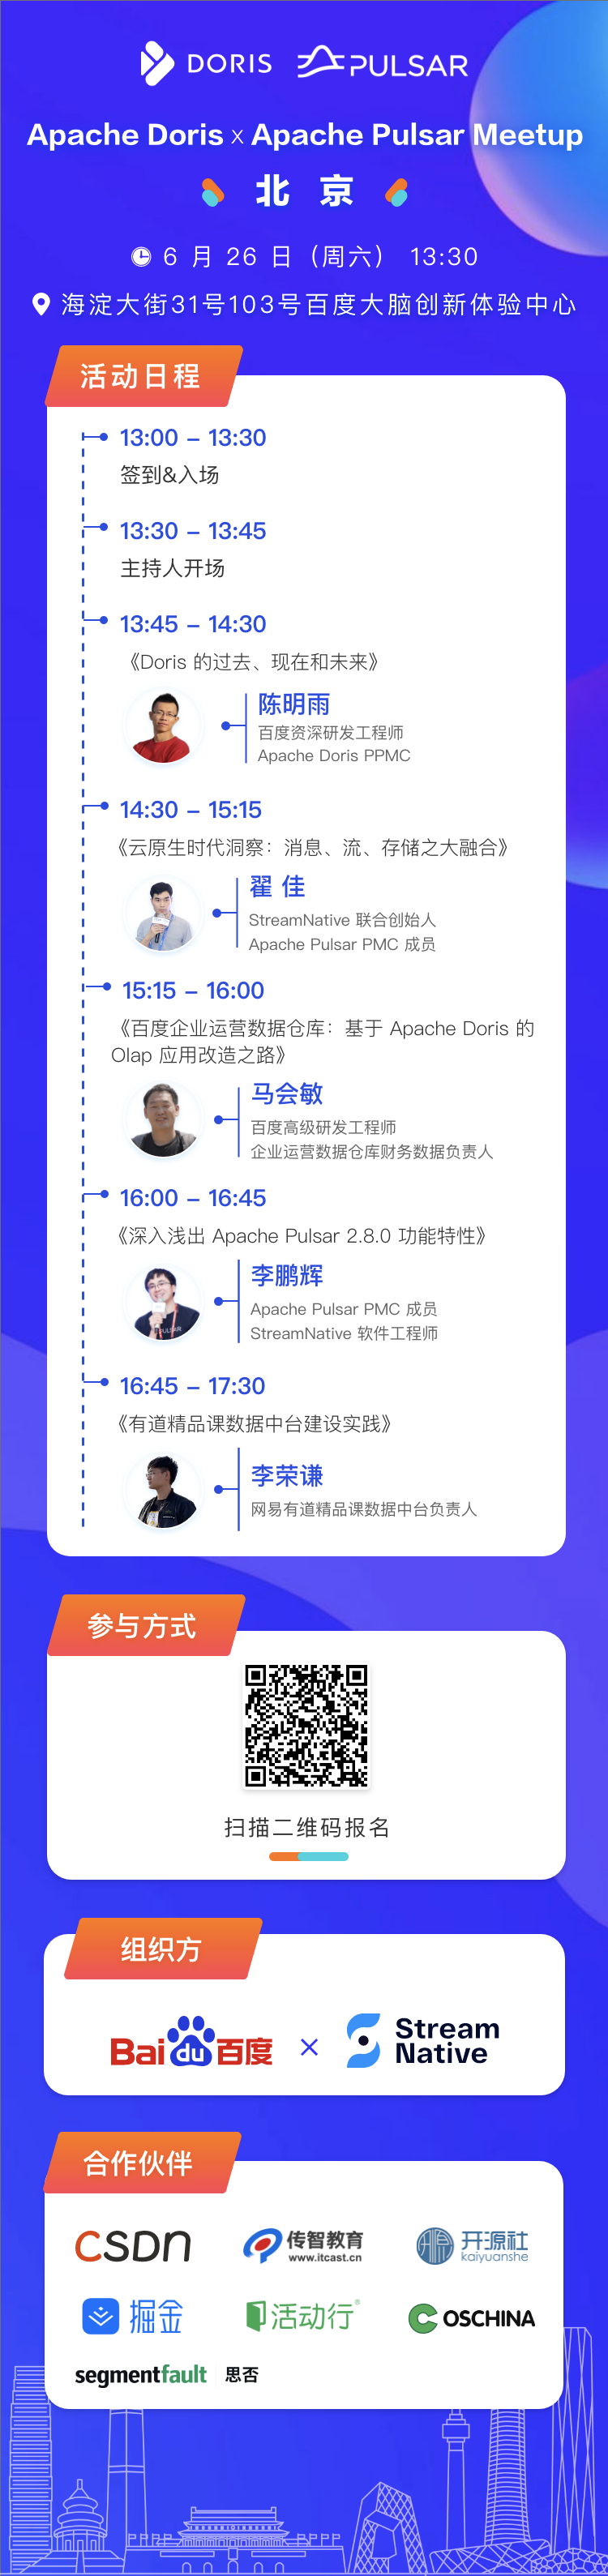 DORIS PULSAR
Apache Doris x Apache Pulsar Meetup
北 京
6 月 26 日（周六） 13:30
海淀大街31号103号百度大脑创新体验中心
活动日程
13:00 – 13:30
签到&入场
13:30 – 13:45
主持人开场
13:45 – 14:30
《Doris 的过去、现在和未来》
陈明雨
百度资深研发工程师
Apache Doris PPMC
14:30 – 15:15
《云原生时代洞察：消息、流、存储之大融合》
翟 佳
StreamNative 联合创始人
Apache Pulsar PMC 成员
15:15 – 16:00
《百度企业运营数据仓库：基于 Apache Doris 的
Olap 应用改造之路》
马会敏
百度高级研发工程师
企业运营数据仓库财务数据负责人
16:00 – 16:45
《深入浅出 Apache Pulsar 2.8.0 功能特性》
李鹏辉
Apache Pulsar PMC 成员
StreamNative 软件工程师
16:45 – 17:30
《有道精品课数据中台建设实践》
李荣谦
网易有道精品课数据中台负责人
参与方式
扫描二维码报名
组织方
Bai du 百度 × Stream
Native
合作伙伴
CSDN 传智教育 开源社
www.itcast.cn kaiyuanshe
掘金 活动行® OSCHINA
segmentfault 思否